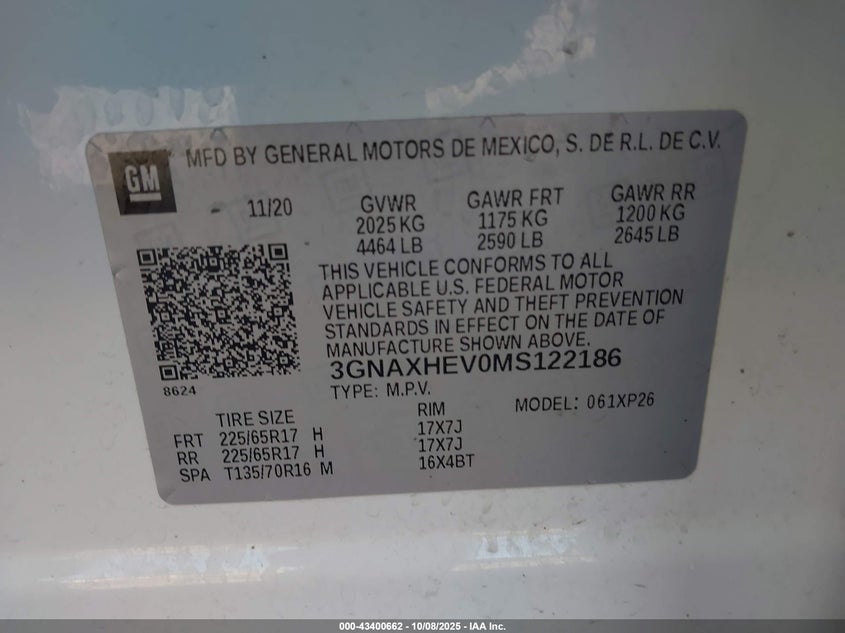 GM
MFD BY GENERAL MOTORS DE MEXICO, S. DE R.L. DE C.V.
- 11/20
GVWR
2025 KG
4464 LB
GAWR FRT
1175 KG
2590 LB
GAWR RR
1200 KG
2645 LB
THIS VEHICLE CONFORMS TO ALL
APPLICABLE U.S. FEDERAL MOTOR
VEHICLE SAFETY AND THEFT PREVENTION
STANDARDS IN EFFECT ON THE DATE OF
MANUFACTURE SHOWN ABOVE.
3GNAXHEV0MS122186
8624
TYPE: M.P.V.
MODEL: 061XP26
TIRE SIZE RIM
FRT 225/65R17 H 17X7J
RR 225/65R17 H 17X7J
SPA T135/70R16 M 16X4BT
000-43400662 - 10/08/2025 - IAA Inc.